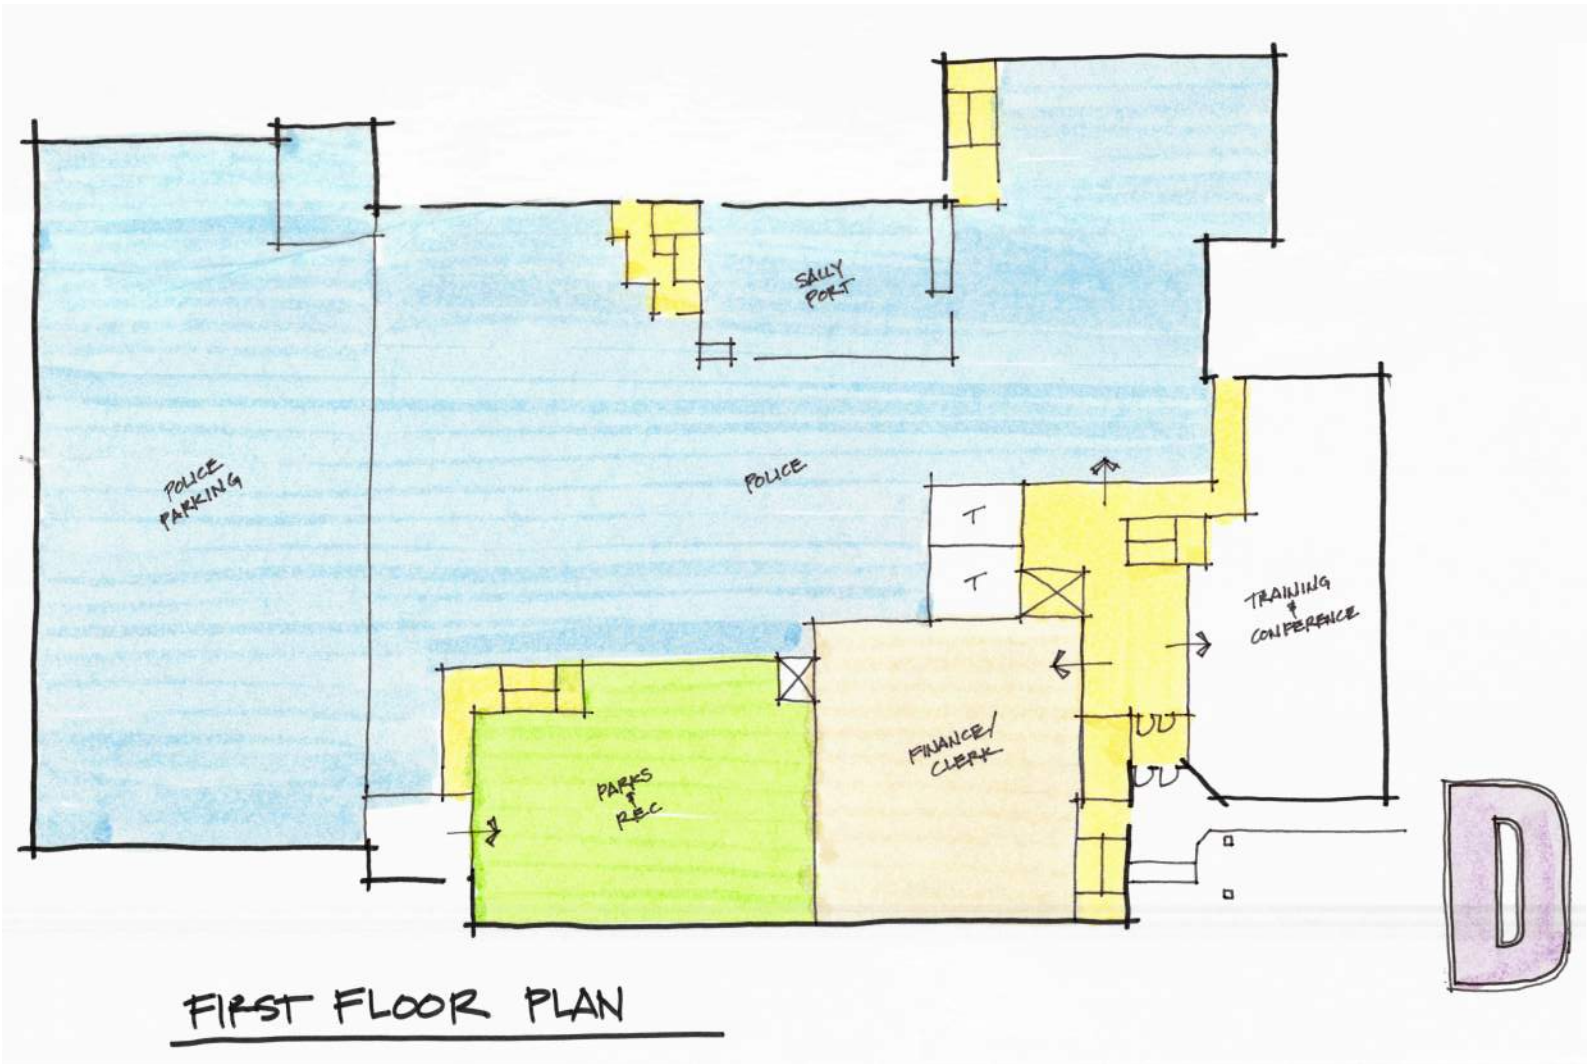 SALLY
PORT
POLICE
PARKING
POLICE
T
T
TRAINING
&
CONFERENCE
FINANCE/
CLERK
PARKS
&
REC
D
FIRST FLOOR PLAN